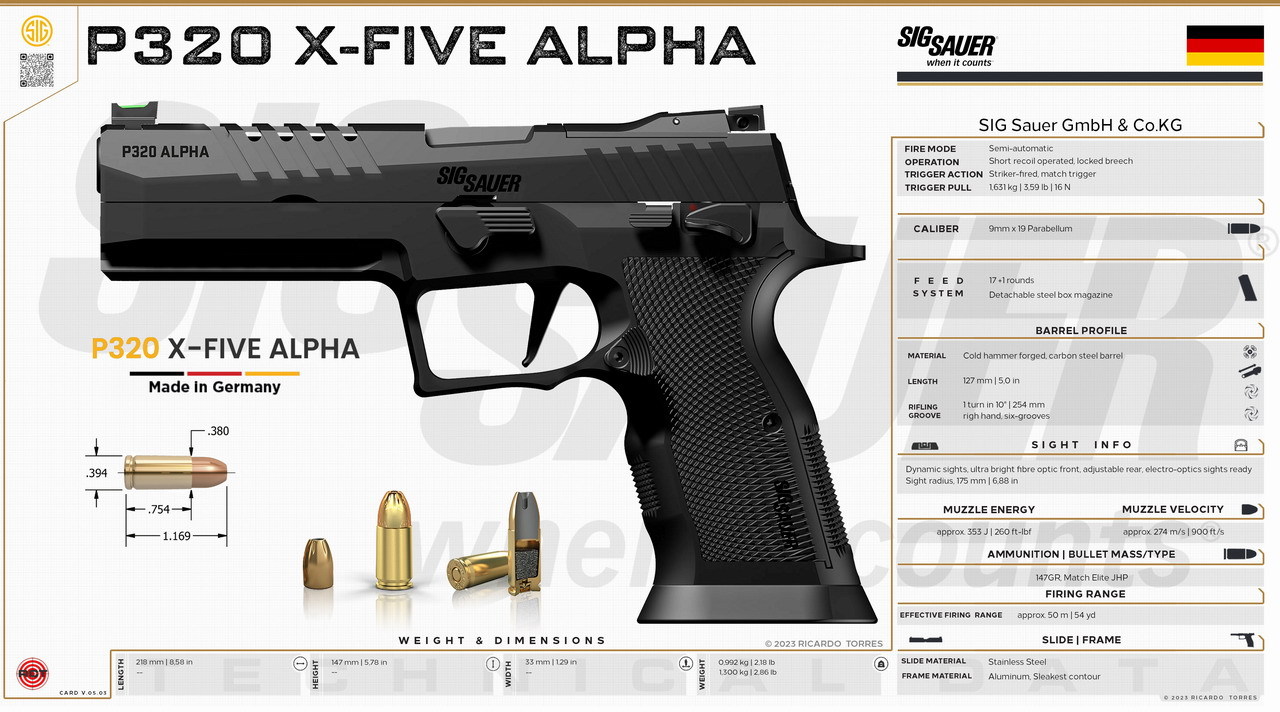 SIG
P320 X-FIVE ALPHA
SIG SAUER
when it counts
P320 ALPHA
SIG SAUER
SIG SAUER
P320 X-FIVE ALPHA
Made in Germany
.380
.394
.754
1.169
SIG SAUER
when it counts
SIG Sauer GmbH & Co.KG
FIRE MODE Semi-automatic
OPERATION Short recoil operated, locked breech
TRIGGER ACTION Striker-fired, match trigger
TRIGGER PULL 1,631 kg | 3,59 lb | 16 N
CALIBER 9mm x 19 Parabellum
FEED SYSTEM 17 +1 rounds
Detachable steel box magazine
BARREL PROFILE
MATERIAL Cold hammer forged, carbon steel barrel
LENGTH 127 mm | 5,0 in
RIFLING GROOVE 1 turn in 10" | 254 mm
righ hand, six-grooves
SIGHT INFO
Dynamic sights, ultra bright fibre optic front, adjustable rear, electro-optics sights ready
Sight radius, 175 mm | 6,88 in
MUZZLE ENERGY MUZZLE VELOCITY
approx. 353 J | 260 ft-lbf approx. 274 m/s | 900 ft/s
AMMUNITION | BULLET MASS/TYPE
147GR, Match Elite JHP
FIRING RANGE
EFFECTIVE FIRING RANGE approx. 50 m | 54 yd
SLIDE | FRAME
SLIDE MATERIAL Stainless Steel
FRAME MATERIAL Aluminum, Sleakest contour
© 2023 RICARDO TORRES
WEIGHT & DIMENSIONS
© 2023 RICARDO TORRES
LENGTH 218 mm | 8,58 in
--
HEIGHT 147 mm | 5,78 in
--
WIDTH 33 mm | 1,29 in
--
WEIGHT 0.992 kg | 2,18 lb
1,300 kg | 2,86 lb
TECHNICAL DATA
RDT
CARD V.05.03